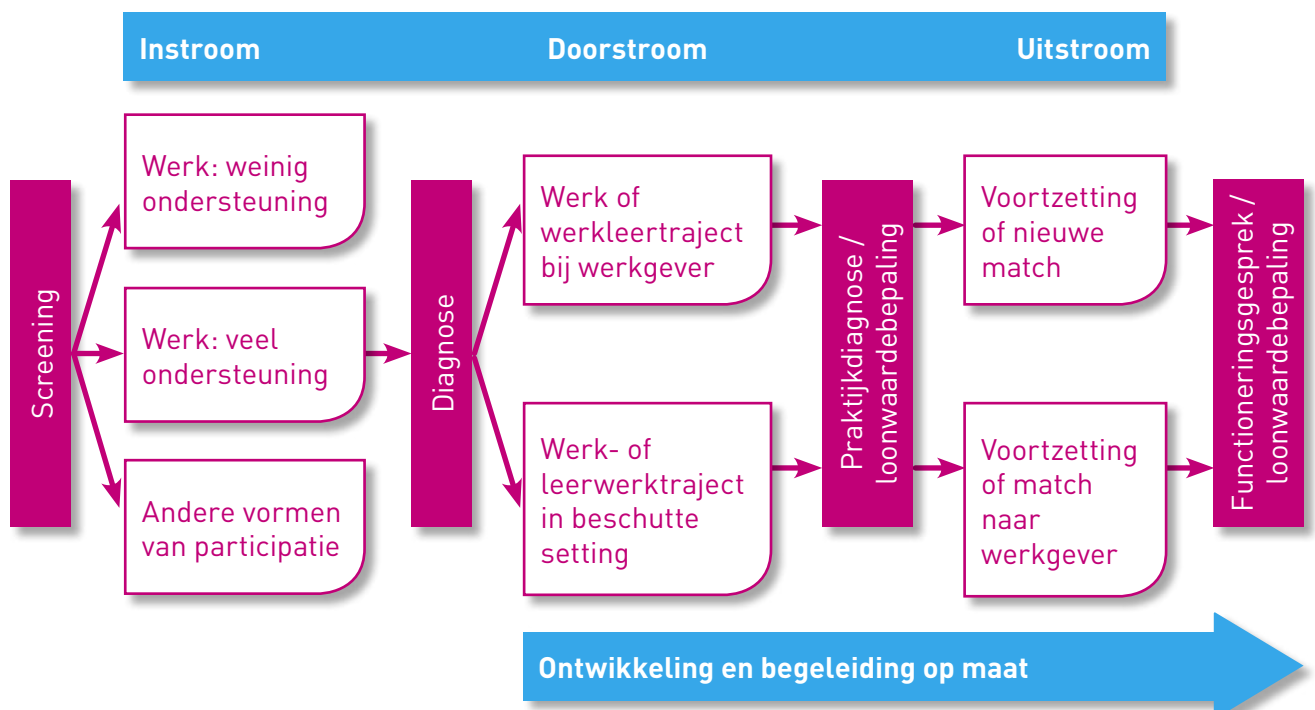 Instroom
Doorstroom
Uitstroom
Screening
Werk: weinig
ondersteuning
Werk: veel
ondersteuning
Andere vormen
van participatie
Diagnose
Werk of
werkleertraject
bij werkgever
Werk- of
leerwerktraject
in beschutte
setting
Praktijkdiagnose /
loonwaardebepaling
Voortzetting
of nieuwe
match
Voortzetting
of match
naar
werkgever
Functioneringsgesprek /
loonwaardebepaling
Ontwikkeling en begeleiding op maat